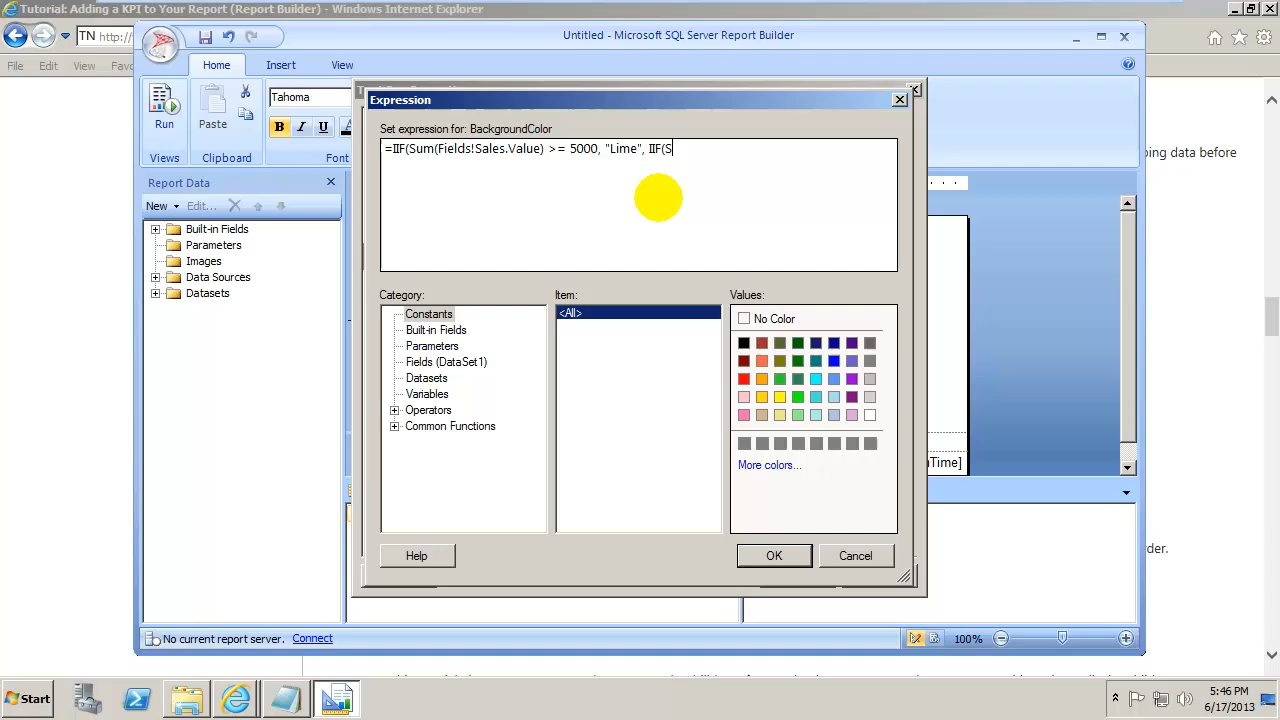 Tutorial: Adding a KPI to Your Report (Report Builder) - Windows Internet Explorer
TN http://
File Edit View Favo
Untitled - Microsoft SQL Server Report Builder
Home Insert View
Run
Paste
Tahoma
B I U A
Views Clipboard Font
Report Data
New Edit...
Built-in Fields
Parameters
Images
Data Sources
Datasets
Expression
Set expression for: BackgroundColor
=IIF(Sum(Fields!Sales.Value) >= 5000, "Lime", IIF(S
Category:
Constants
Built-in Fields
Parameters
Fields (DataSet1)
Datasets
Variables
Operators
Common Functions
Item:
<All>
Values:
No Color
More colors...
Help OK Cancel
ping data before
nTime]
rder.
No current report server. Connect
100%
Start
5:46 PM
6/17/2013